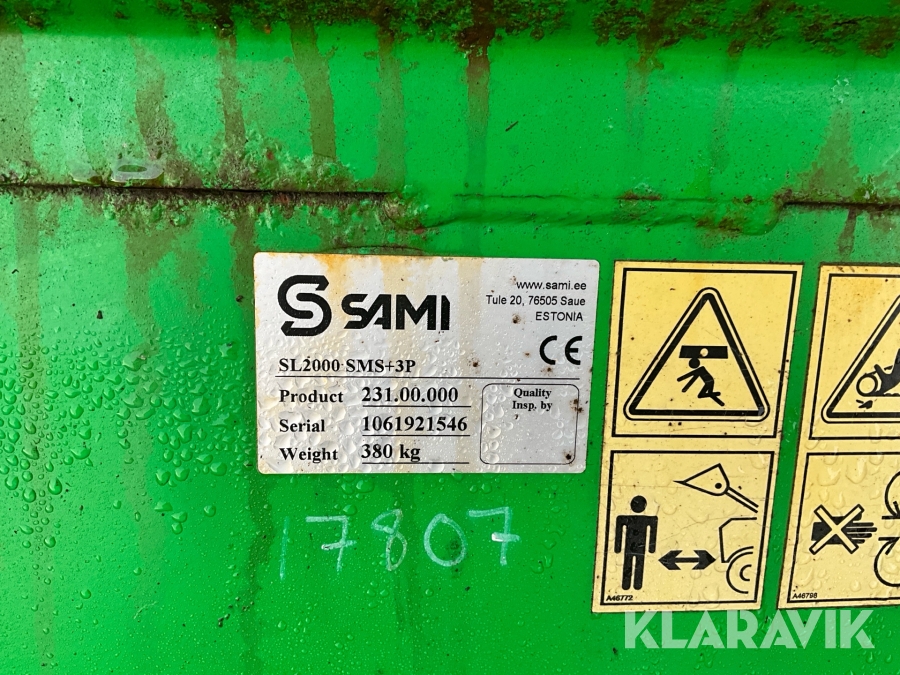 SAMI
www.sami.ee
Tule 20, 76505 Saue
ESTONIA
CE
SL2000 SMS+3P
Product 231.00.000
Serial 1061921546
Weight 380 kg
Quality
Insp. by
17807
A46772
A46798
KLARAVIK